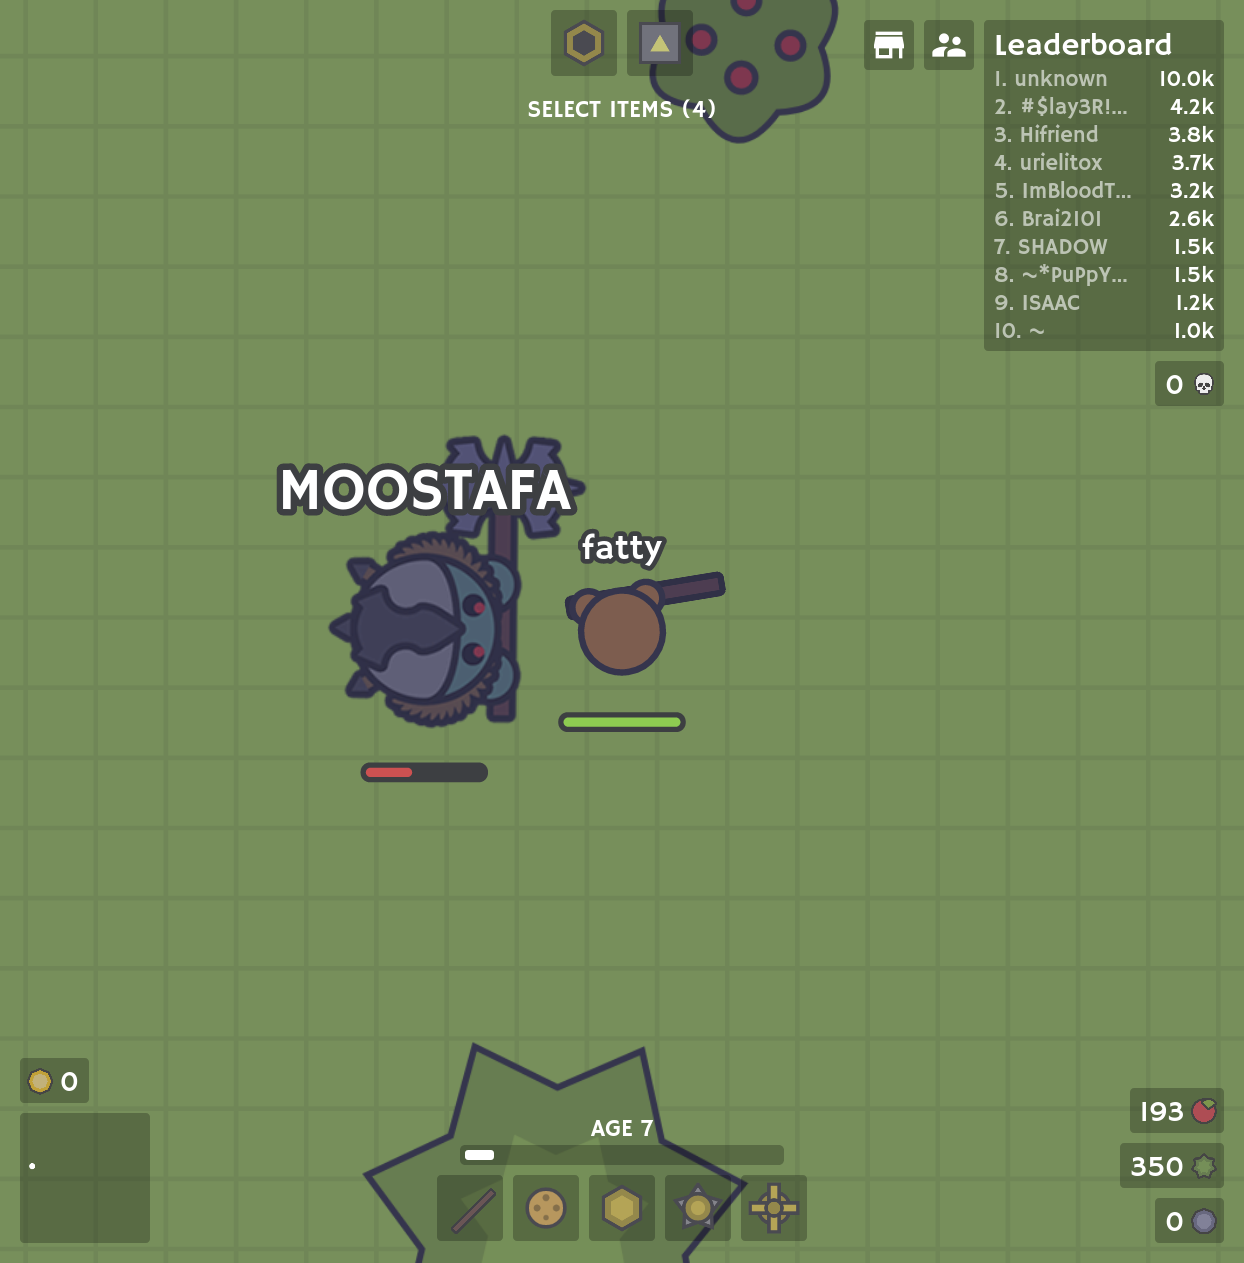 SELECT ITEMS (4)
Leaderboard
1. unknown 10.0k
2. #$lay3R!... 4.2k
3. Hifriend 3.8k
4. urielitox 3.7k
5. ImBloodT... 3.2k
6. Brai2101 2.6k
7. SHADOW 1.5k
8. ~*PuPpY... 1.5k
9. ISAAC 1.2k
10. ~ 1.0k
0
MOOSTAFA
fatty
0
AGE 7
193
350
0